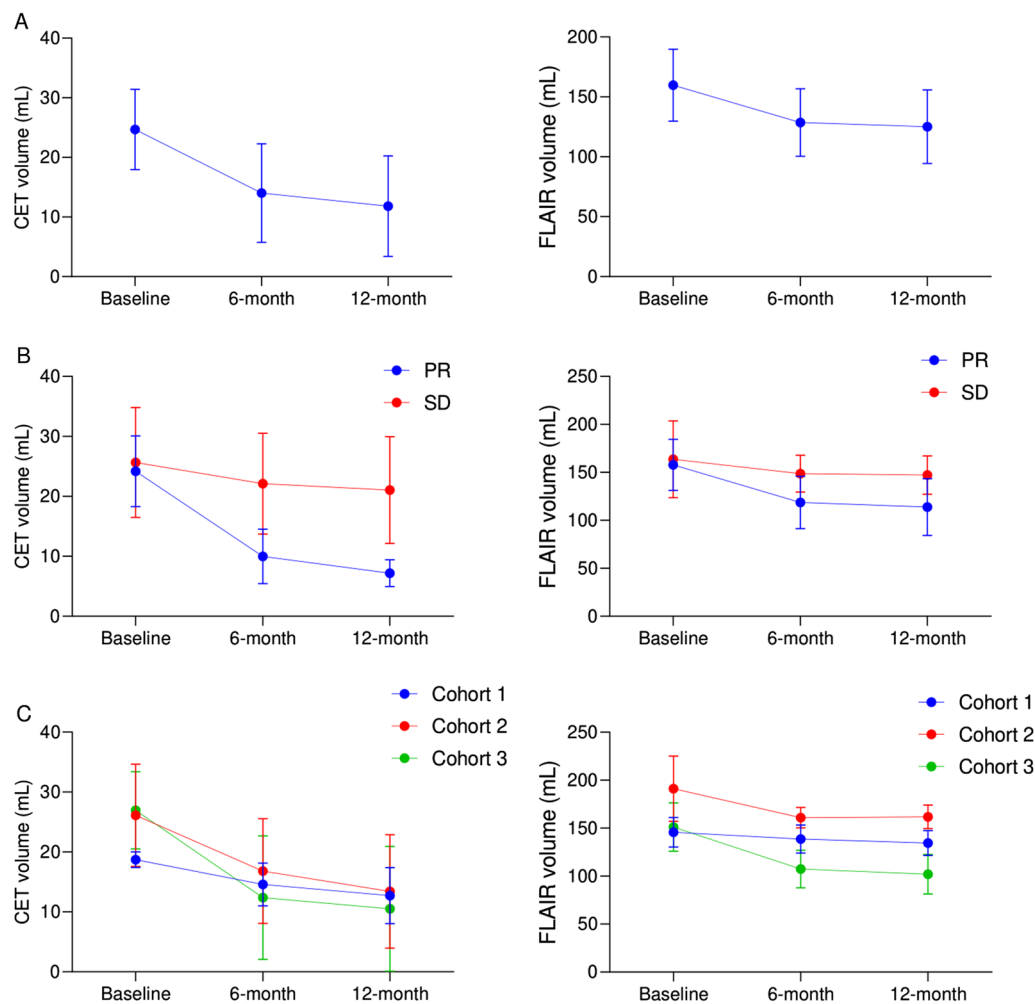 A
CET volume (mL)
40
30
20
10
0
Baseline 6-month 12-month
FLAIR volume (mL)
200
150
100
50
0
Baseline 6-month 12-month
B
PR
SD
CET volume (mL)
40
30
20
10
0
Baseline 6-month 12-month
PR
SD
FLAIR volume (mL)
250
200
150
100
50
0
Baseline 6-month 12-month
C
Cohort 1
Cohort 2
Cohort 3
CET volume (mL)
40
30
20
10
0
Baseline 6-month 12-month
Cohort 1
Cohort 2
Cohort 3
FLAIR volume (mL)
250
200
150
100
50
0
Baseline 6-month 12-month